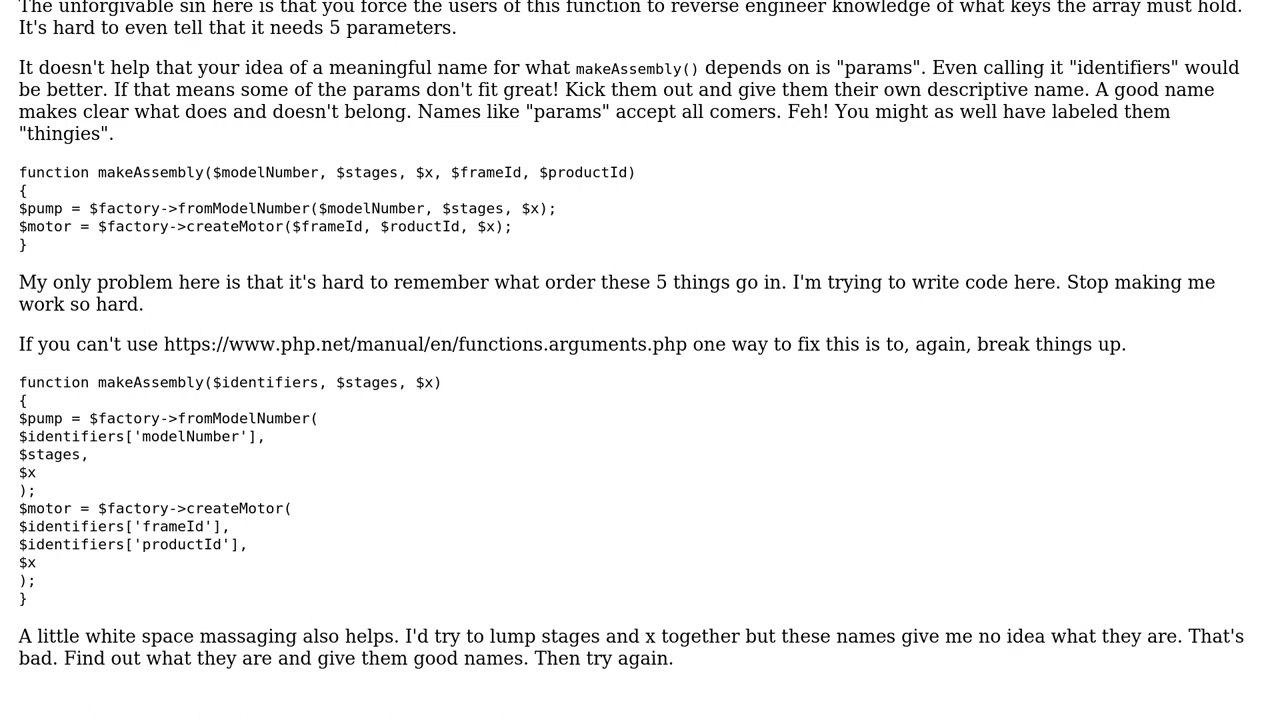 The unforgivable sin here is that you force the users of this function to reverse engineer knowledge of what keys the array must hold.
It's hard to even tell that it needs 5 parameters.
It doesn't help that your idea of a meaningful name for what makeAssembly() depends on is "params". Even calling it "identifiers" would
be better. If that means some of the params don't fit great! Kick them out and give them their own descriptive name. A good name
makes clear what does and doesn't belong. Names like "params" accept all comers. Feh! You might as well have labeled them
"thingies".
function makeAssembly($modelNumber, $stages, $x, $frameId, $productId)
{
$pump = $factory->fromModelNumber($modelNumber, $stages, $x);
$motor = $factory->createMotor($frameId, $roductId, $x);
}
My only problem here is that it's hard to remember what order these 5 things go in. I'm trying to write code here. Stop making me
work so hard.
If you can't use https://www.php.net/manual/en/functions.arguments.php one way to fix this is to, again, break things up.
function makeAssembly($identifiers, $stages, $x)
{
$pump = $factory->fromModelNumber(
$identifiers['modelNumber'],
$stages,
$x
);
$motor = $factory->createMotor(
$identifiers['frameId'],
$identifiers['productId'],
$x
);
}
A little white space massaging also helps. I'd try to lump stages and x together but these names give me no idea what they are. That's
bad. Find out what they are and give them good names. Then try again.